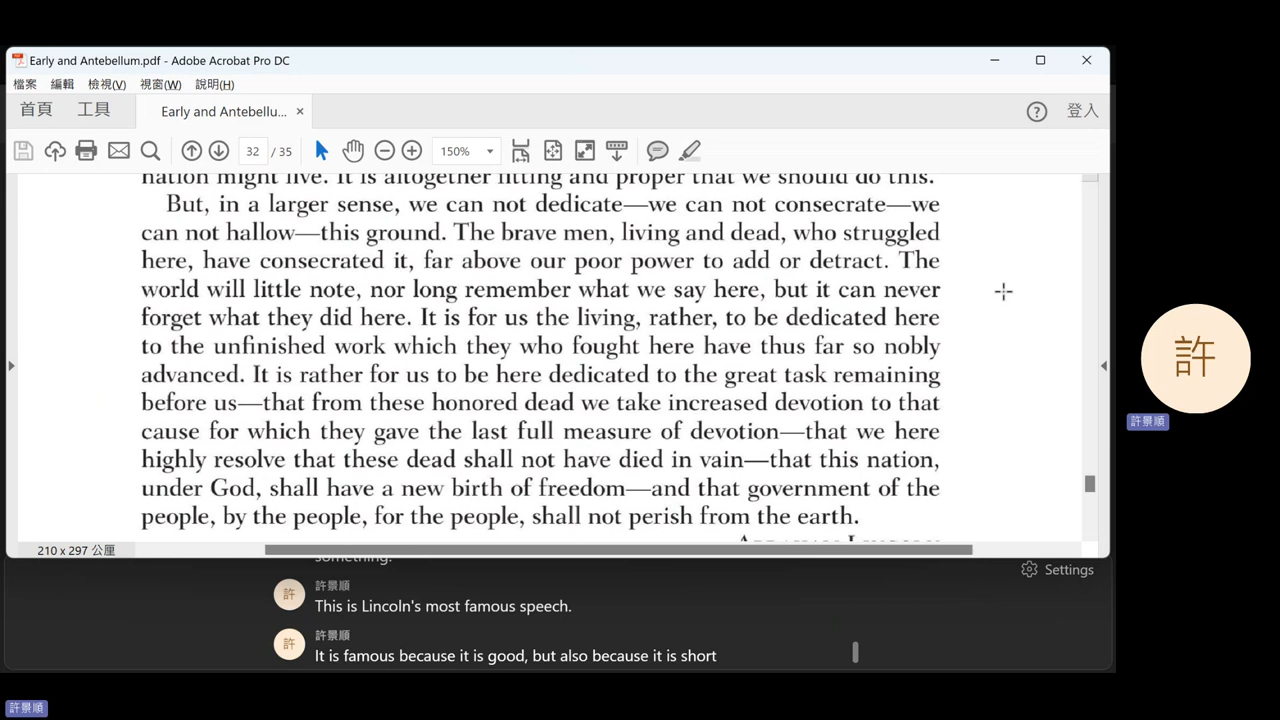 Early and Antebellum.pdf - Adobe Acrobat Pro DC
檔案 編輯 檢視(V) 視窗(W) 說明(H)
首頁 工具 Early and Antebellu... × 登入
32 / 35 150%
nation might live. It is altogether fitting and proper that we should do this.
But, in a larger sense, we can not dedicate—we can not consecrate—we
can not hallow—this ground. The brave men, living and dead, who struggled
here, have consecrated it, far above our poor power to add or detract. The
world will little note, nor long remember what we say here, but it can never
forget what they did here. It is for us the living, rather, to be dedicated here
to the unfinished work which they who fought here have thus far so nobly
advanced. It is rather for us to be here dedicated to the great task remaining
before us—that from these honored dead we take increased devotion to that
cause for which they gave the last full measure of devotion—that we here
highly resolve that these dead shall not have died in vain—that this nation,
under God, shall have a new birth of freedom—and that government of the
people, by the people, for the people, shall not perish from the earth.
210 x 297 公厘
something.
Settings
許 許景順
This is Lincoln's most famous speech.
許 許景順
It is famous because it is good, but also because it is short
許
許景順
許景順